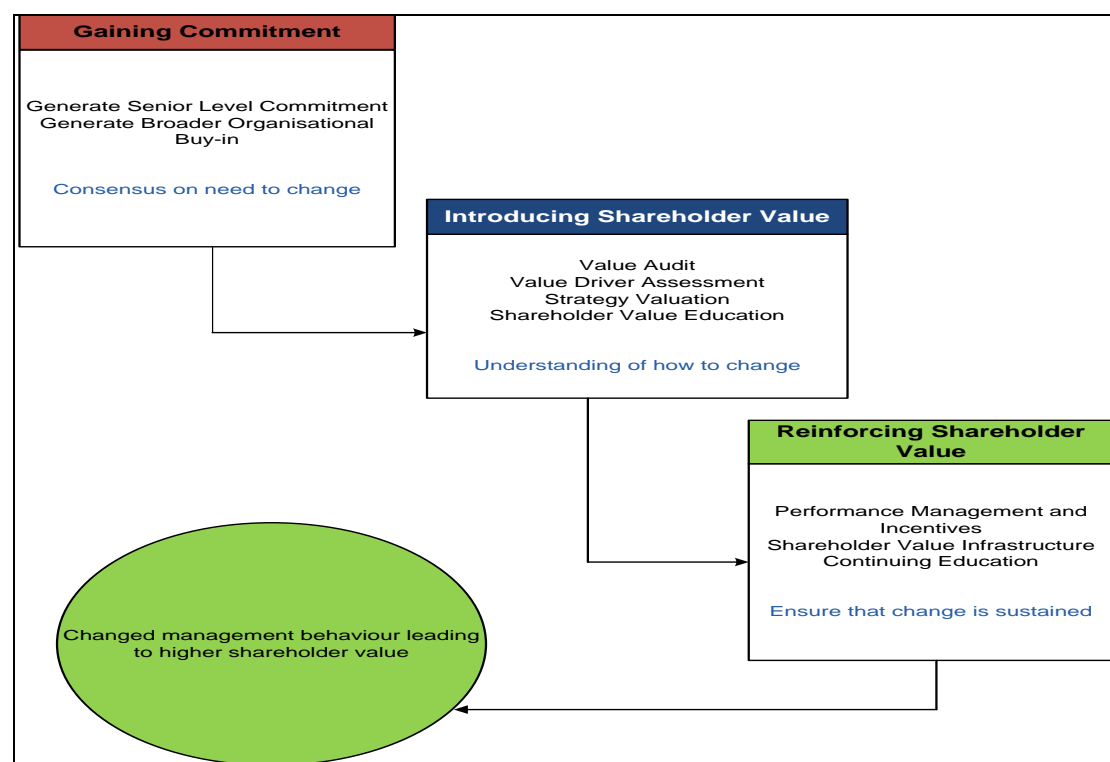 Gaining Commitment
Generate Senior Level Commitment
Generate Broader Organisational
Buy-in
Consensus on need to change
Introducing Shareholder Value
Value Audit
Value Driver Assessment
Strategy Valuation
Shareholder Value Education
Understanding of how to change
Reinforcing Shareholder
Value
Performance Management and
Incentives
Shareholder Value Infrastructure
Continuing Education
Ensure that change is sustained
Changed management behaviour leading
to higher shareholder value